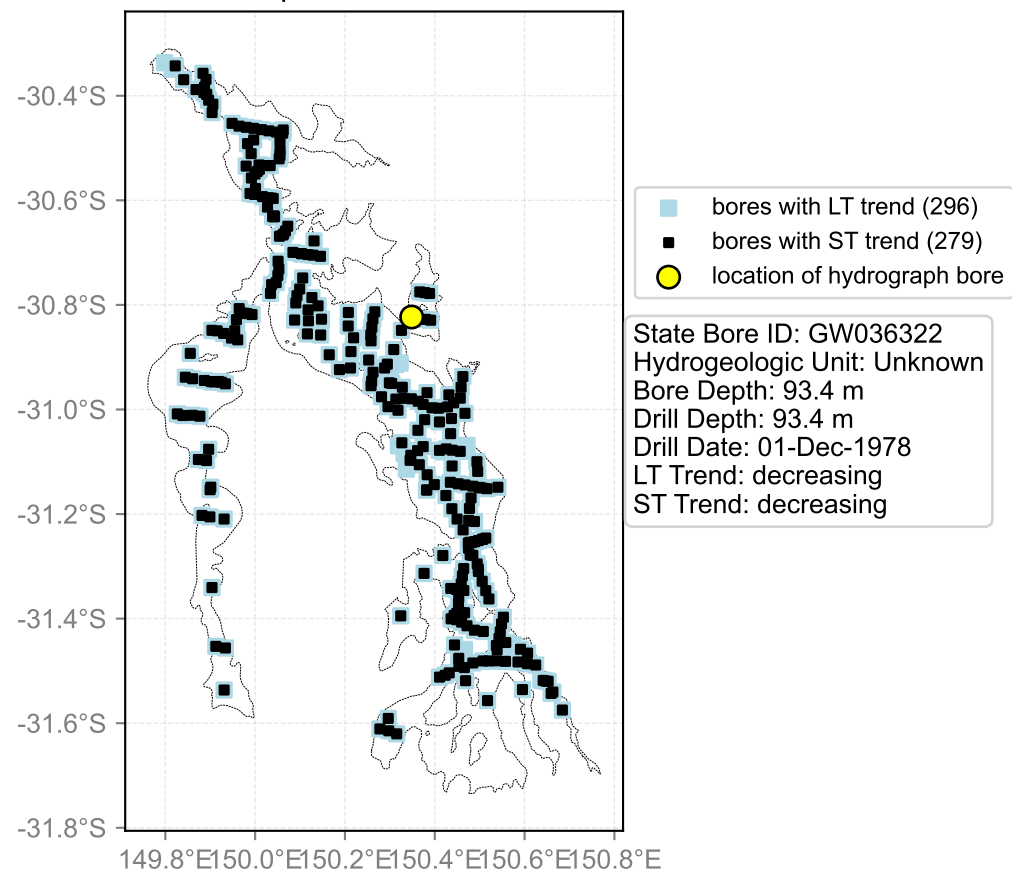 -30.4°S
-30.6°S
-30.8°S
-31.0°S
-31.2°S
-31.4°S
-31.6°S
-31.8°S
149.8°E150.0°E150.2°E150.4°E150.6°E150.8°E
bores with LT trend (296)
bores with ST trend (279)
location of hydrograph bore
State Bore ID: GW036322
Hydrogeologic Unit: Unknown
Bore Depth: 93.4 m
Drill Depth: 93.4 m
Drill Date: 01-Dec-1978
LT Trend: decreasing
ST Trend: decreasing